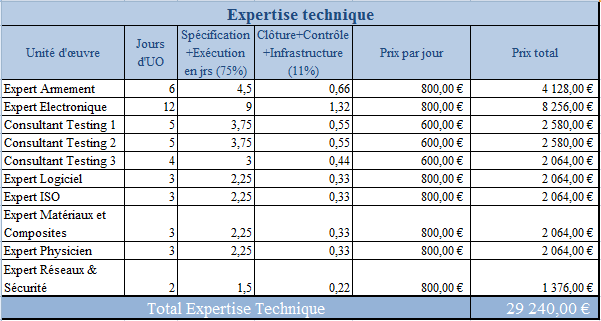 Expertise technique
Unité d'œuvre Jours d'UO Spécification +Exécution en jrs (75%) Clôture+Contrôle +Infrastructure (11%) Prix par jour Prix total
Expert Armement 6 4,5 0,66 800,00 € 4 128,00 €
Expert Electronique 12 9 1,32 800,00 € 8 256,00 €
Consultant Testing 1 5 3,75 0,55 600,00 € 2 580,00 €
Consultant Testing 2 5 3,75 0,55 600,00 € 2 580,00 €
Consultant Testing 3 4 3 0,44 600,00 € 2 064,00 €
Expert Logiciel 3 2,25 0,33 800,00 € 2 064,00 €
Expert ISO 3 2,25 0,33 800,00 € 2 064,00 €
Expert Matériaux et
Composites 3 2,25 0,33 800,00 € 2 064,00 €
Expert Physicien 3 2,25 0,33 800,00 € 2 064,00 €
Expert Réseaux &
Sécurité 2 1,5 0,22 800,00 € 1 376,00 €
Total Expertise Technique 29 240,00 €